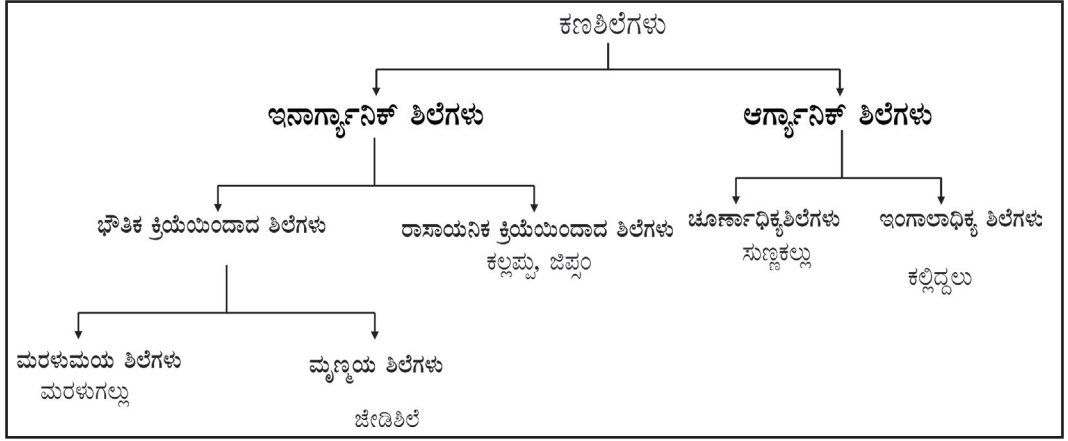 ಕಣಶಿಲೆಗಳು
ಇನಾರ್ಗ್ಯಾನಿಕ್ ಶಿಲೆಗಳು
ಆರ್ಗ್ಯಾನಿಕ್ ಶಿಲೆಗಳು
ಭೌತಿಕ ಕ್ರಿಯೆಯಿಂದಾದ ಶಿಲೆಗಳು
ರಾಸಾಯನಿಕ ಕ್ರಿಯೆಯಿಂದಾದ ಶಿಲೆಗಳು
ಕಲ್ಲಪ್ಪು, ಜಿಪ್ಸಂ
ಚೂರ್ಣಾಧಿಕ್ಯಶಿಲೆಗಳು
ಸುಣ್ಣಕಲ್ಲು
ಇಂಗಾಲಾಧಿಕ್ಯ ಶಿಲೆಗಳು
ಕಲ್ಲಿದ್ದಲು
ಮರಳುಮಯ ಶಿಲೆಗಳು
ಮರಳುಗಲ್ಲು
ಮೃಣ್ಮಯ ಶಿಲೆಗಳು
ಜೇಡಿಶಿಲೆ